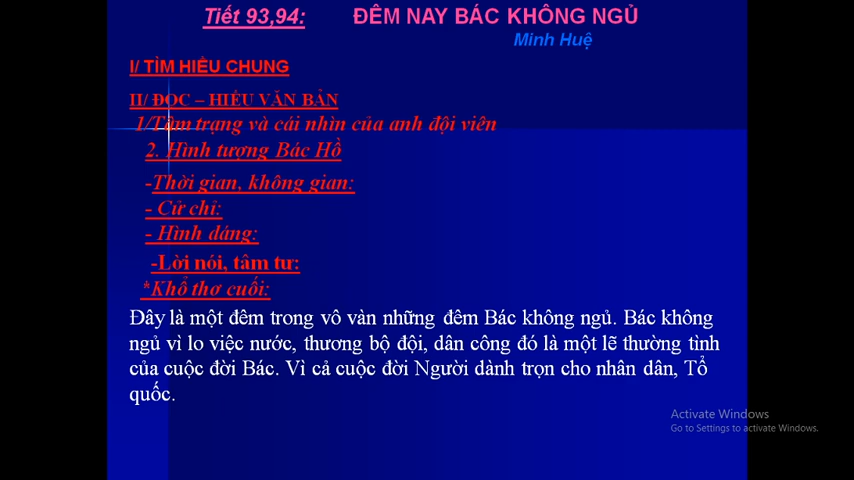 Tiết 93,94: ĐÊM NAY BÁC KHÔNG NGỦ
Minh Huệ
I/ TÌM HIỂU CHUNG
II/ ĐỌC – HIỂU VĂN BẢN
1/Tâm trạng và cái nhìn của anh đội viên
2. Hình tượng Bác Hồ
-Thời gian, không gian:
- Cử chỉ:
- Hình dáng:
-Lời nói, tâm tư:
*Khổ thơ cuối:
Đây là một đêm trong vô vàn những đêm Bác không ngủ. Bác không
ngủ vì lo việc nước, thương bộ đội, dân công đó là một lẽ thường tình
của cuộc đời Bác. Vì cả cuộc đời Người dành trọn cho nhân dân, Tổ
quốc.
Activate Windows
Go to Settings to activate Windows.